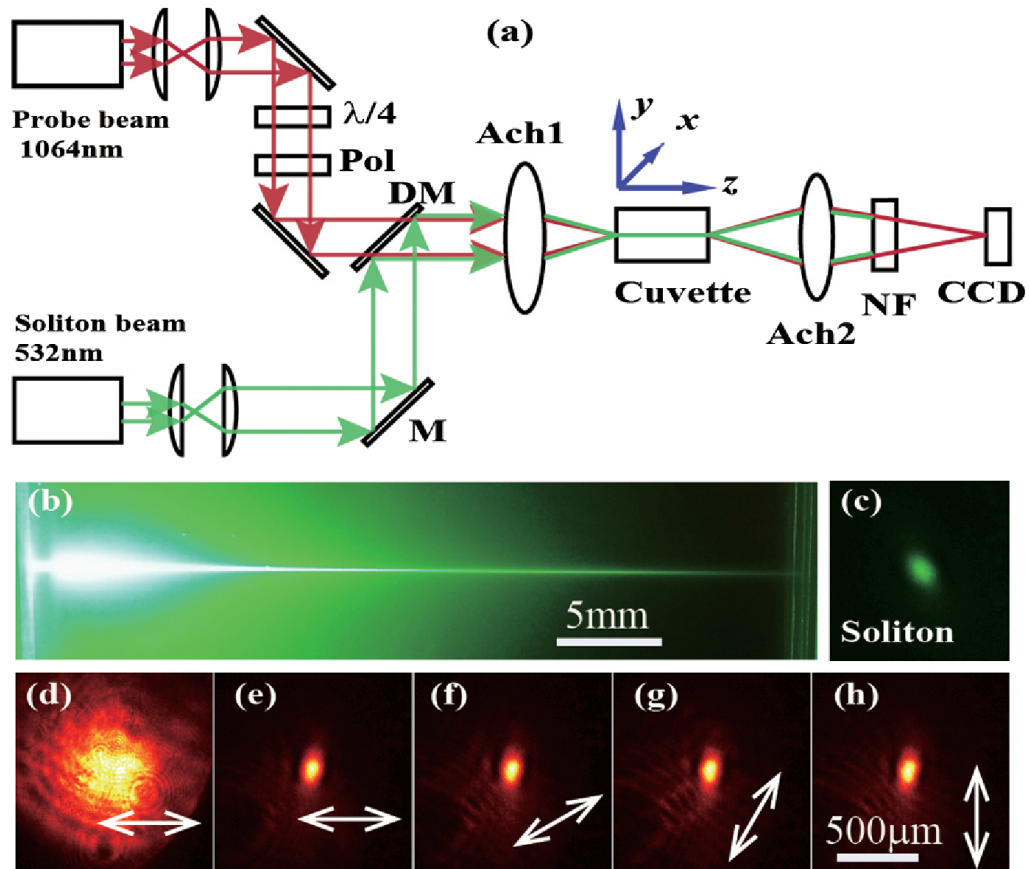 (a)
Probe beam
1064nm
λ/4
Pol
DM
Ach1
y
x
z
Cuvette
Ach2
NF
CCD
Soliton beam
532nm
M
(b)
5mm
(c)
Soliton
(d)
(e)
(f)
(g)
(h)
500μm